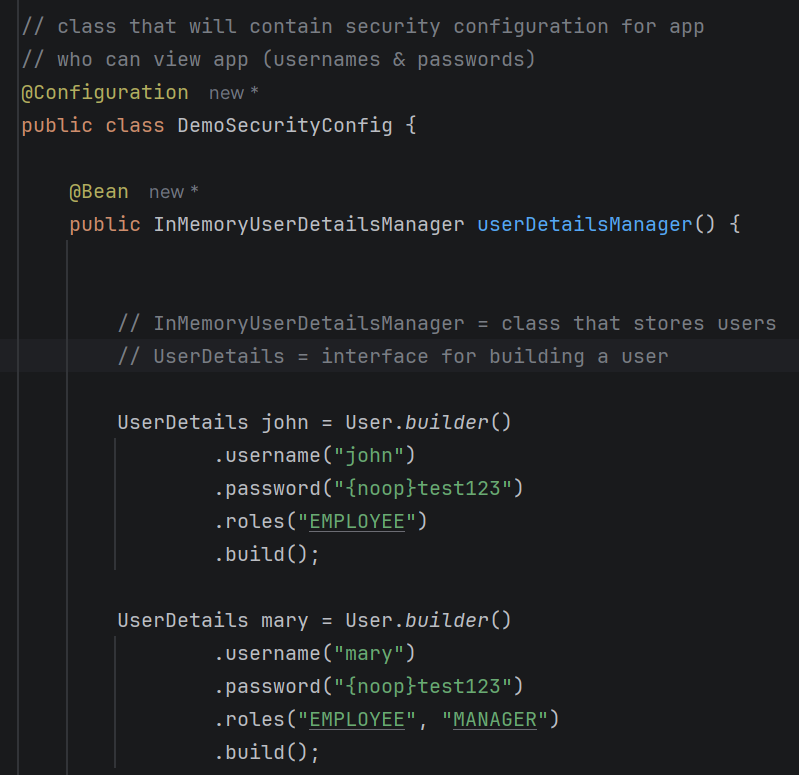 // class that will contain security configuration for app
// who can view app (usernames & passwords)
@Configuration new *
public class DemoSecurityConfig {
@Bean new *
public InMemoryUserDetailsManager userDetailsManager() {
// InMemoryUserDetailsManager = class that stores users
// UserDetails = interface for building a user
UserDetails john = User.builder()
.username("john")
.password("{noop}test123")
.roles("EMPLOYEE")
.build();
UserDetails mary = User.builder()
.username("mary")
.password("{noop}test123")
.roles("EMPLOYEE", "MANAGER")
.build();